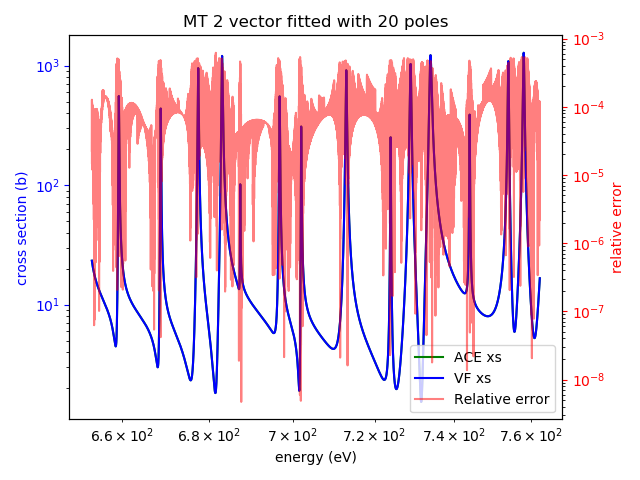 MT 2 vector fitted with 20 poles
cross section (b)
10³
10²
10¹
10⁻³
10⁻⁴
10⁻⁵
10⁻⁶
10⁻⁷
10⁻⁸
relative error
ACE xs
VF xs
Relative error
6.6 × 10² 6.8 × 10² 7 × 10² 7.2 × 10² 7.4 × 10² 7.6 × 10²
energy (eV)